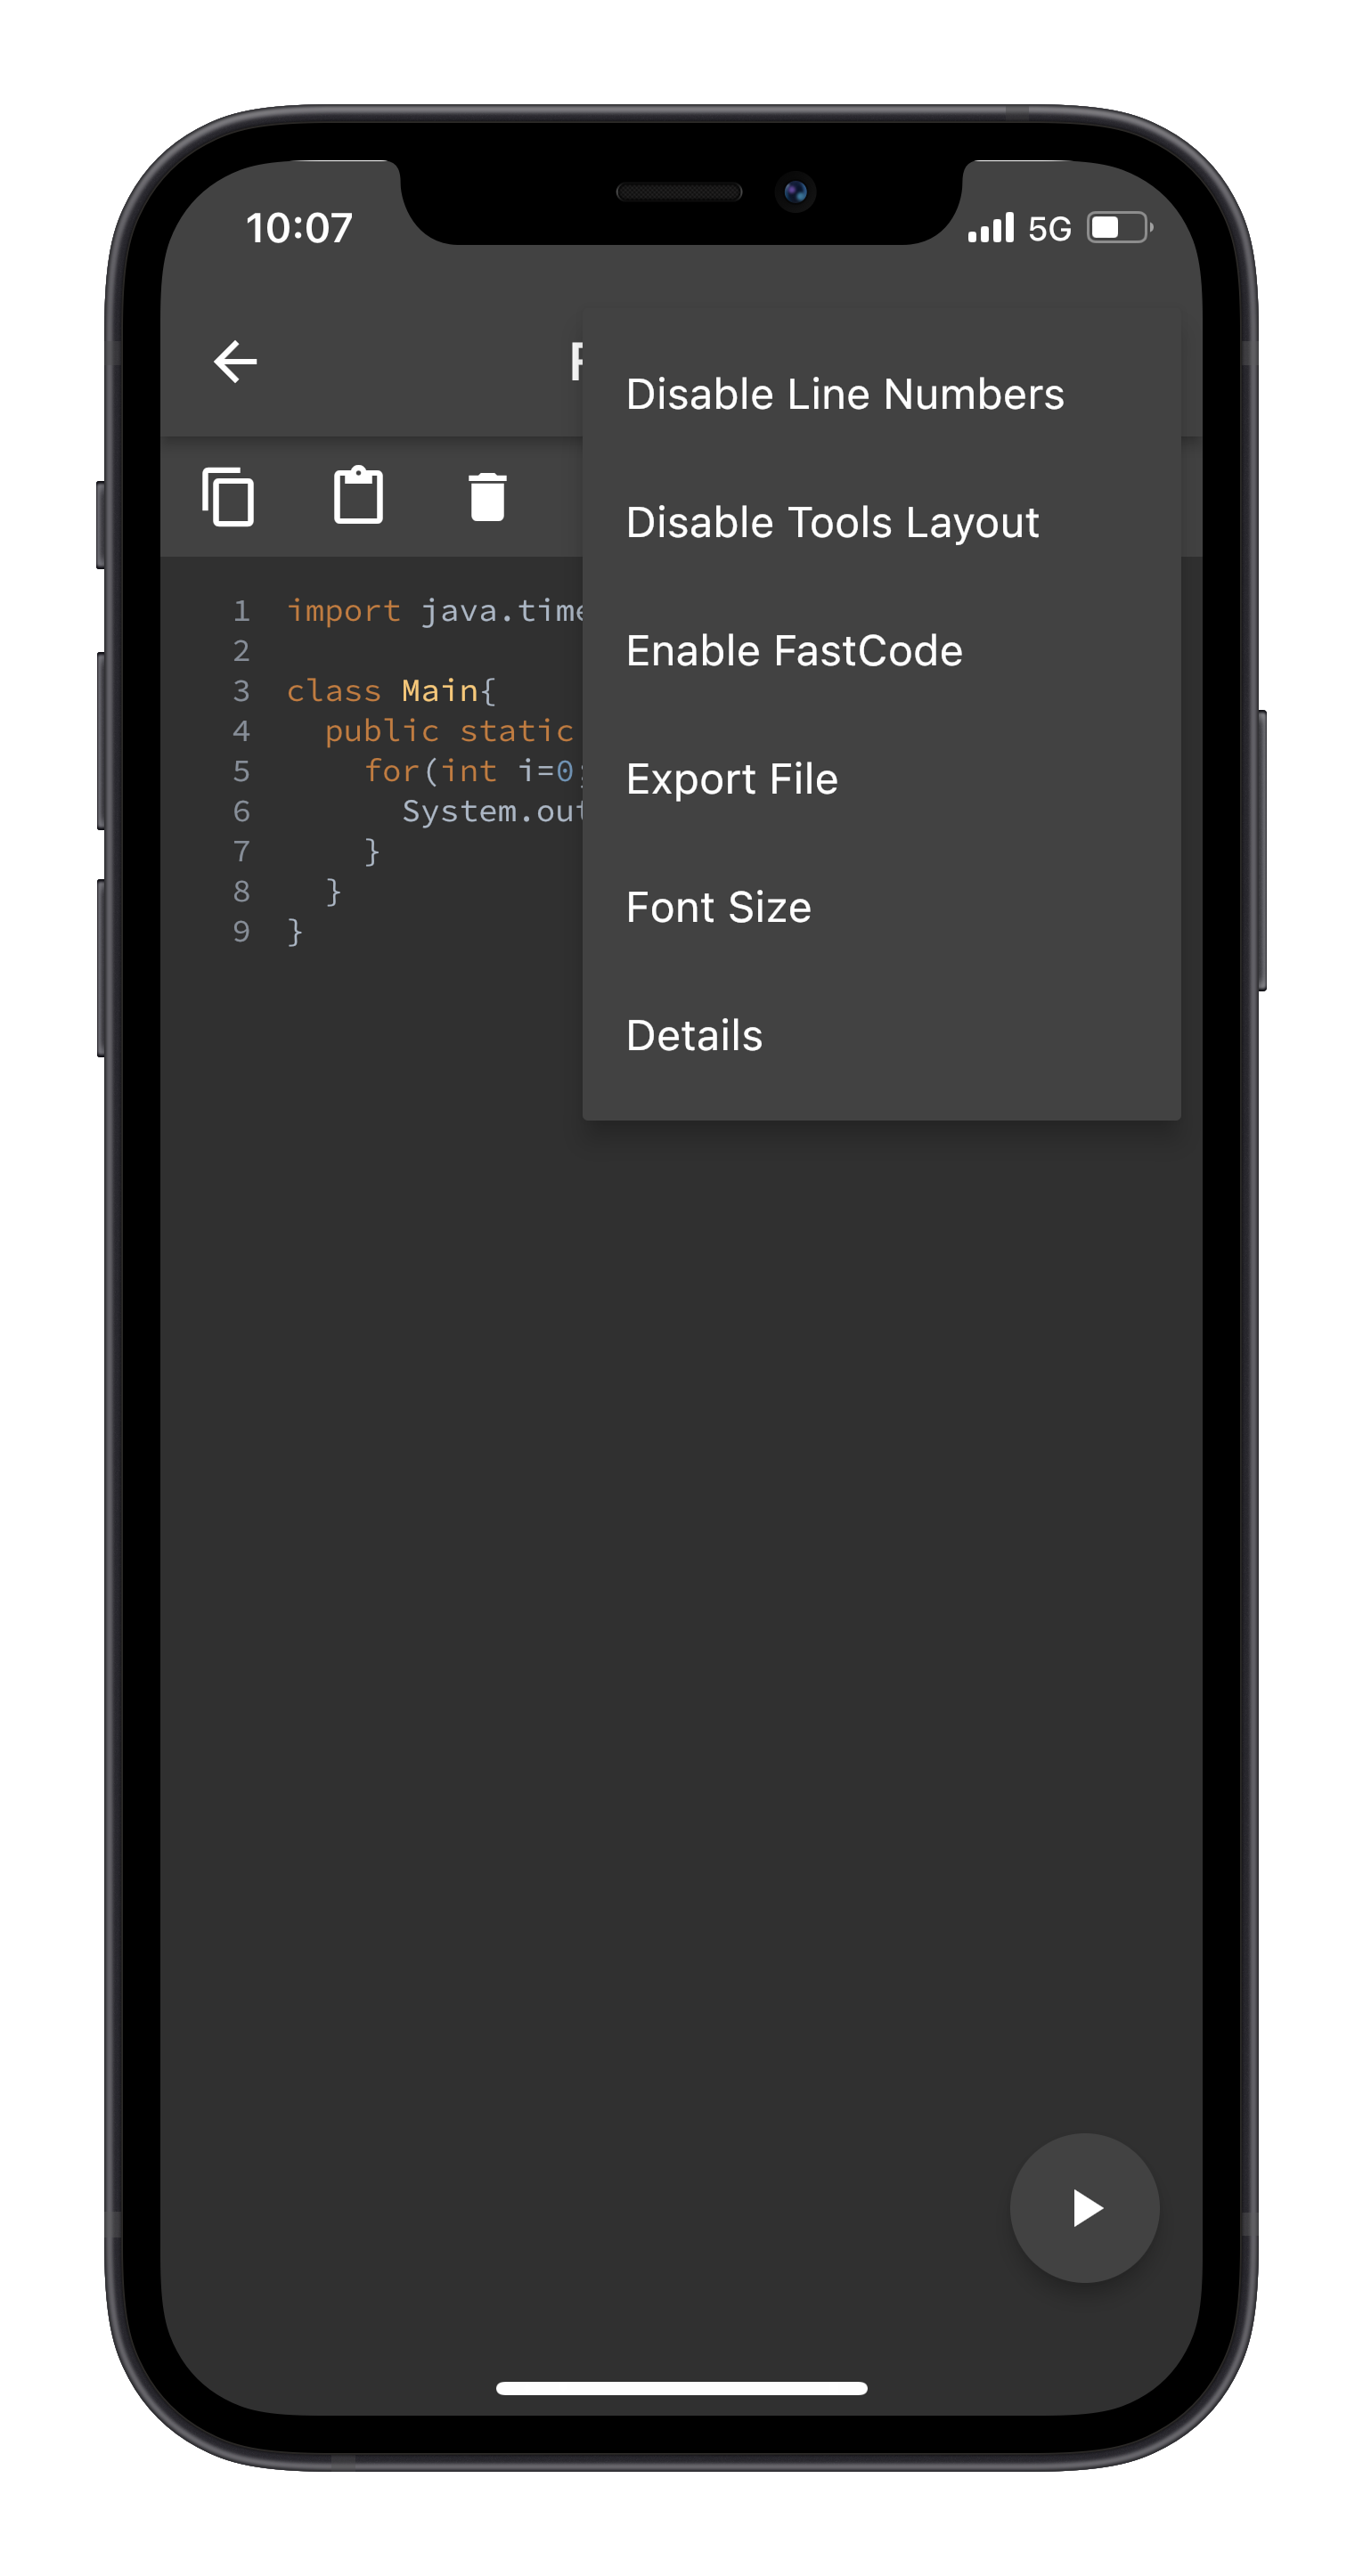 10:07
5G
Disable Line Numbers
Disable Tools Layout
Enable FastCode
Export File
Font Size
Details
1 import java.time
2
3 class Main{
4 public static
5 for(int i=0;
6 System.out
7 }
8 }
9 }